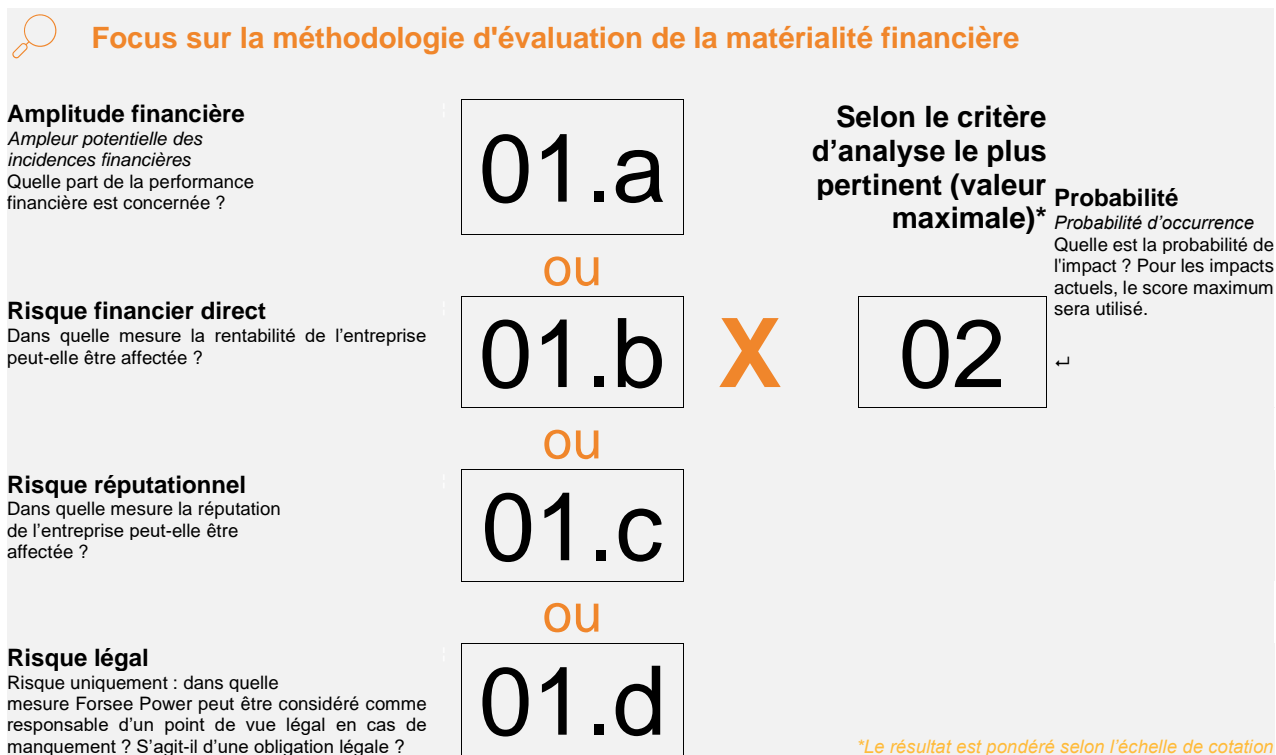 Focus sur la méthodologie d'évaluation de la matérialité financière
Amplitude financière
Ampleur potentielle des
incidences financières
Quelle part de la performance
financière est concernée ?
01.a
ou
Risque financier direct
Dans quelle mesure la rentabilité de l'entreprise
peut-elle être affectée ?
01.b
ou
Risque réputationnel
Dans quelle mesure la réputation
de l'entreprise peut-elle être
affectée ?
01.c
ou
Risque légal
Risque uniquement : dans quelle
mesure Forsee Power peut être considéré comme
responsable d'un point de vue légal en cas de
manquement ? S'agit-il d'une obligation légale ?
01.d
X
Selon le critère
d'analyse le plus
pertinent (valeur
maximale)*
02
Probabilité
Probabilité d'occurrence
Quelle est la probabilité de
l'impact ? Pour les impacts
actuels, le score maximum
sera utilisé.
↵
*Le résultat est pondéré selon l'échelle de cotation